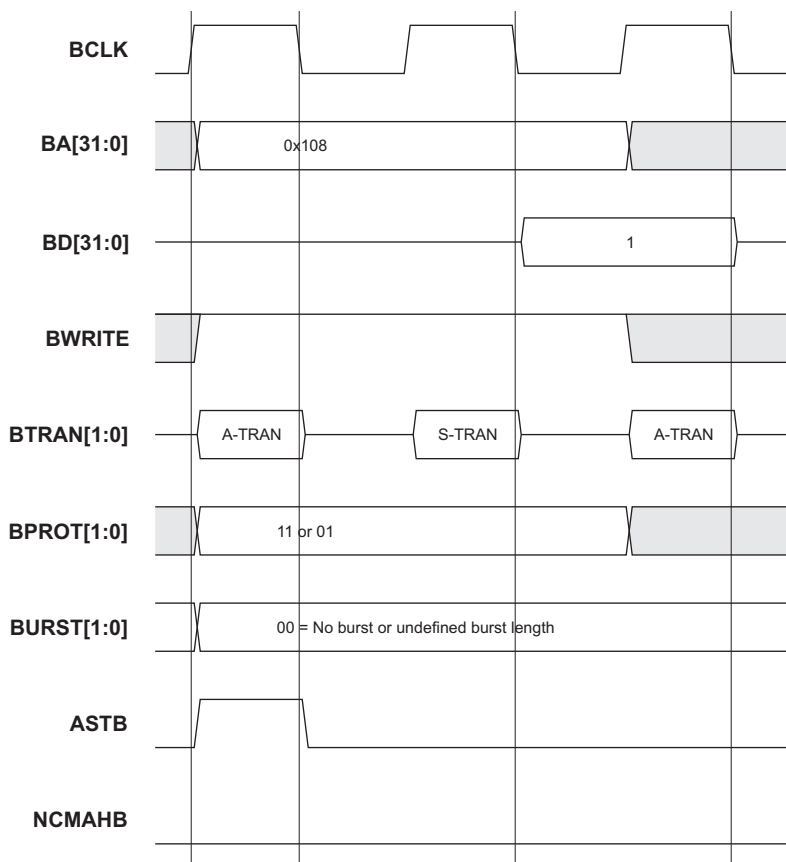 BCLK
BA[31:0]
0x108
BD[31:0]
1
BWRITE
BTRAN[1:0]
A-TRAN
S-TRAN
A-TRAN
BPROT[1:0]
11 or 01
BURST[1:0]
00 = No burst or undefined burst length
ASTB
NCMAHB